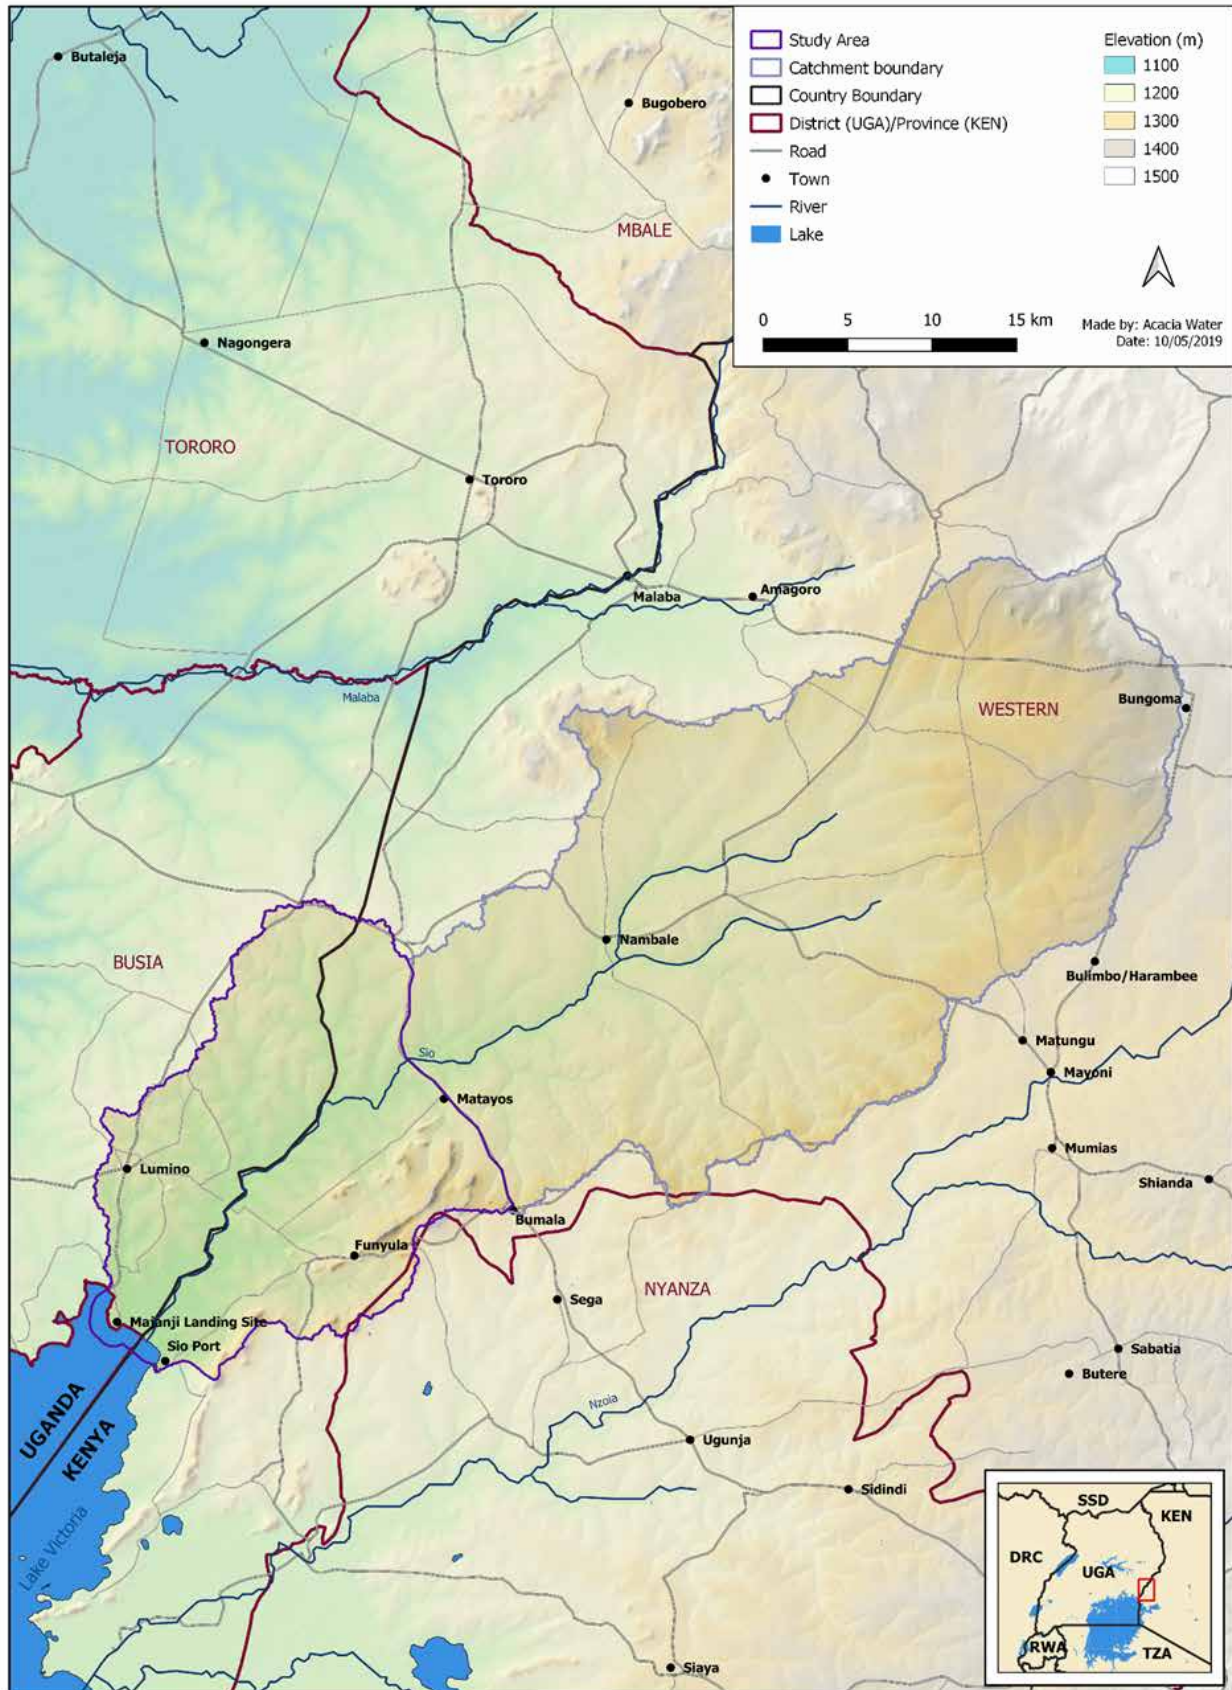 Study Area
Catchment boundary
Country Boundary
District (UGA)/Province (KEN)
Road
Town
River
Lake
Elevation (m)
1100
1200
1300
1400
1500
0 5 10 15 km
Made by: Acacia Water
Date: 10/05/2019
Butaleja
Bugobero
MBALE
Nagongera
TORORO
Tororo
Malaba
Amagoro
Malaba
WESTERN
Bungoma
BUSIA
Nambale
Bulimbo/Harambee
Sio
Matungu
Mayoni
Matayos
Mumias
Lumino
Shianda
Bumala
Funyula
NYANZA
Sega
Majanji Landing Site
Sio Port
Sabatia
Butere
UGANDA
KENYA
Nzoia
Ugunja
Sidindi
Lake Victoria
Siaya
SSD
KEN
DRC
UGA
RWA
TZA